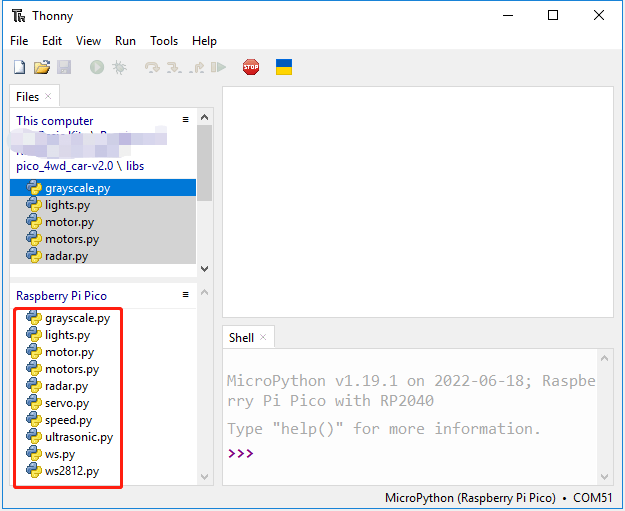 Thonny
File Edit View Run Tools Help
STOP
Files
This computer
pico_4wd_car-v2.0 \ libs
grayscale.py
lights.py
motor.py
motors.py
radar.py
Raspberry Pi Pico
grayscale.py
lights.py
motor.py
motors.py
radar.py
servo.py
speed.py
ultrasonic.py
ws.py
ws2812.py
Shell
MicroPython v1.19.1 on 2022-06-18; Raspbe
rry Pi Pico with RP2040
Type "help()" for more information.
>>>
MicroPython (Raspberry Pi Pico) • COM51